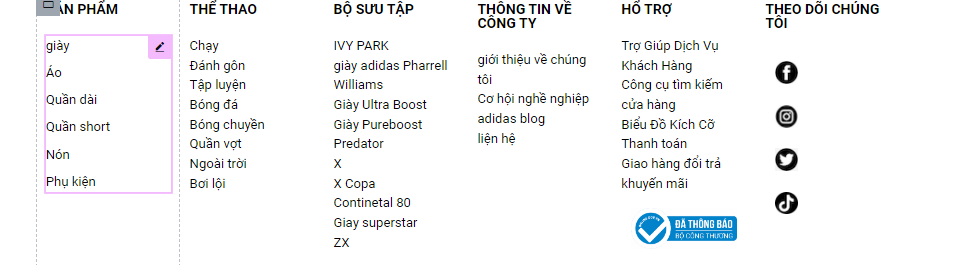 ẢN PHẨM
giày
Áo
Quần dài
Quần short
Nón
Phụ kiện
THỂ THAO
Chạy
Đánh gôn
Tập luyện
Bóng đá
Bóng chuyền
Quần vợt
Ngoài trời
Bơi lội
BỘ SƯU TẬP
IVY PARK
giày adidas Pharrell
Williams
Giày Ultra Boost
Giày Pureboost
Predator
X
X Copa
Continetal 80
Giay superstar
ZX
THÔNG TIN VỀ
CÔNG TY
giới thiệu về chúng
tôi
Cơ hội nghề nghiệp
adidas blog
liện hệ
HỖ TRỢ
Trợ Giúp Dịch Vụ
Khách Hàng
Công cụ tìm kiếm
cửa hàng
Biểu Đồ Kích Cỡ
Thanh toán
Giao hàng đổi trả
khuyến mãi
ĐÃ THÔNG BÁO
BỘ CÔNG THƯƠNG
THEO DÕI CHÚNG
TÔI